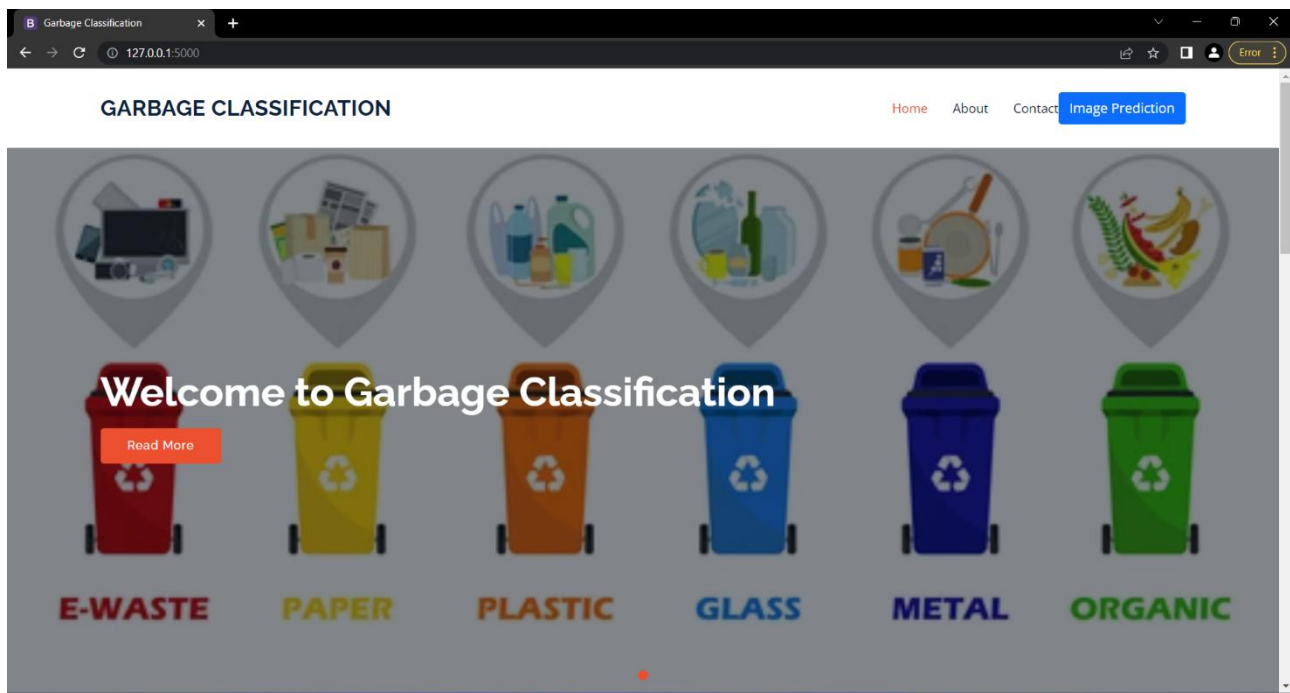 Garbage Classification
127.0.0.1:5000
Error
GARBAGE CLASSIFICATION
Home About Contact Image Prediction
Welcome to Garbage Classification
Read More
E-WASTE PAPER PLASTIC GLASS METAL ORGANIC